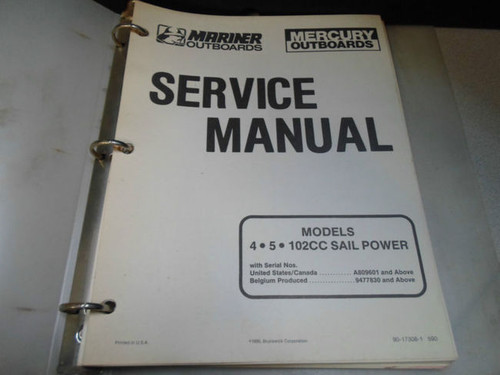 MARINER
OUTBOARDS
MERCURY
OUTBOARDS
SERVICE
MANUAL
MODELS
4 • 5 • 102CC SAIL POWER
with Serial Nos.
United States/Canada .................. A809601 and Above
Belgium Produced ...................... 9477830 and Above
Printed in U.S.A.
Brunswick Corporation